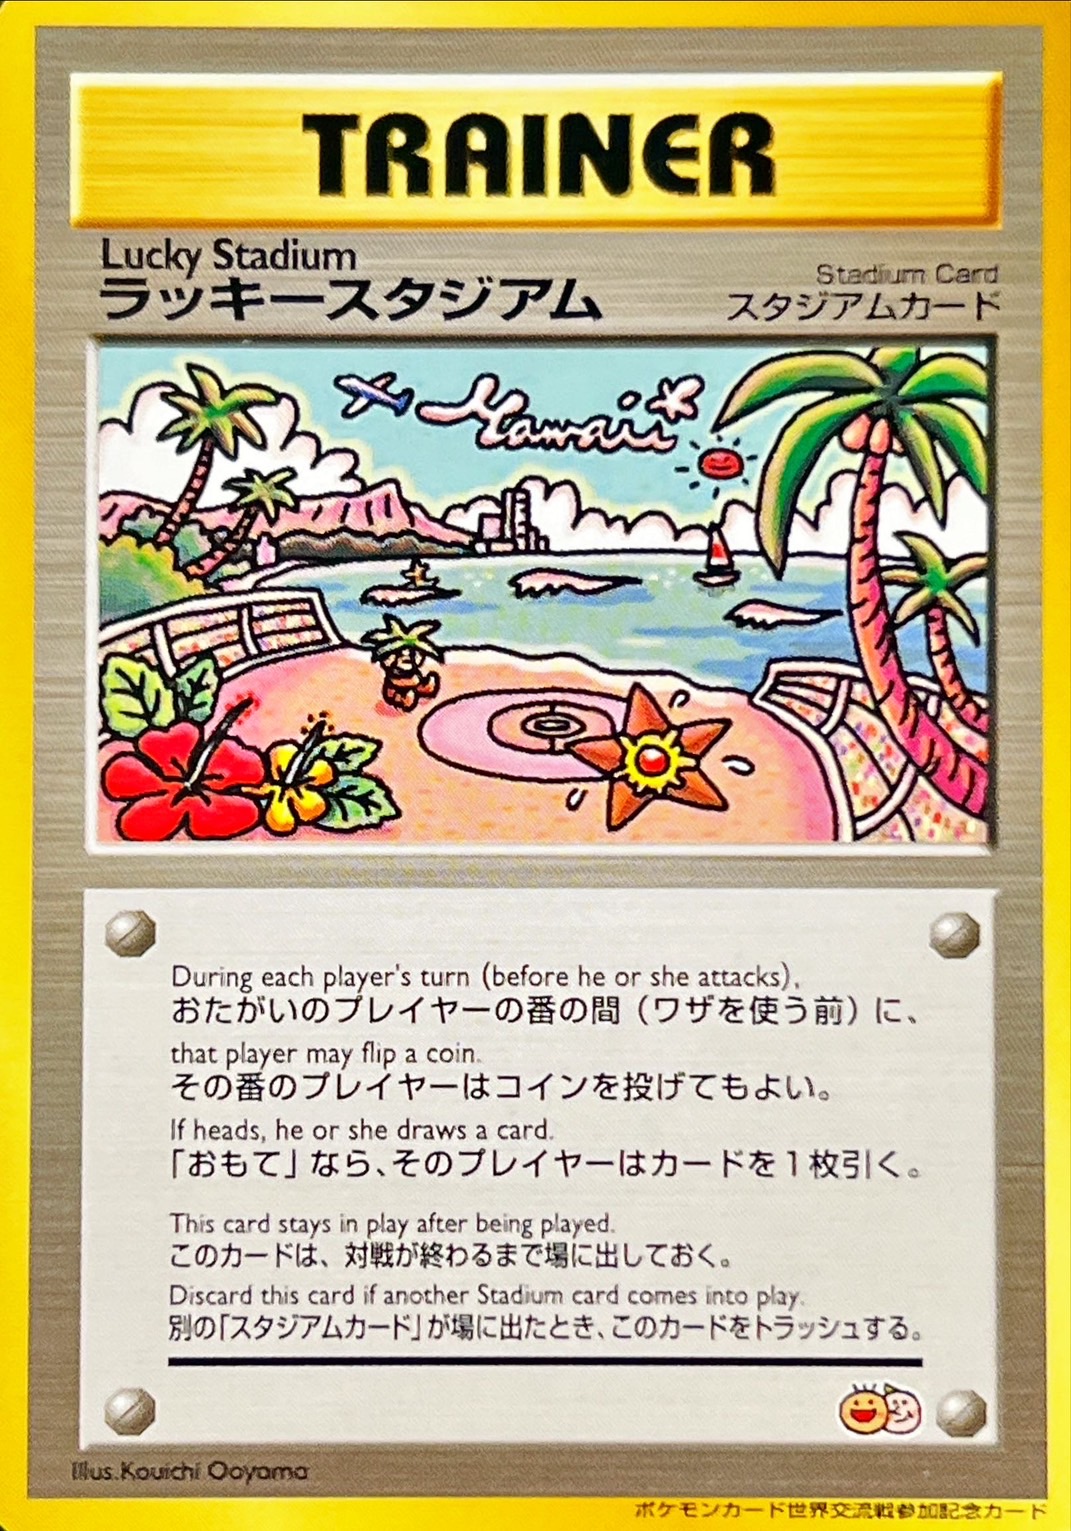 TRAINER
Lucky Stadium
ラッキースタジアム
Stadium Card
スタジアムカード
Hawaii
During each player's turn (before he or she attacks),
おたがいのプレイヤーの番の間（ワザを使う前）に、
that player may flip a coin.
その番のプレイヤーはコインを投げてもよい。
If heads, he or she draws a card.
「おもて」なら、そのプレイヤーはカードを1枚引く。
This card stays in play after being played.
このカードは、対戦が終わるまで場に出しておく。
Discard this card if another Stadium card comes into play.
別の「スタジアムカード」が場に出たとき、このカードをトラッシュする。
Illus.Kouichi Ooyama
ポケモンカード世界交流戦参加記念カード